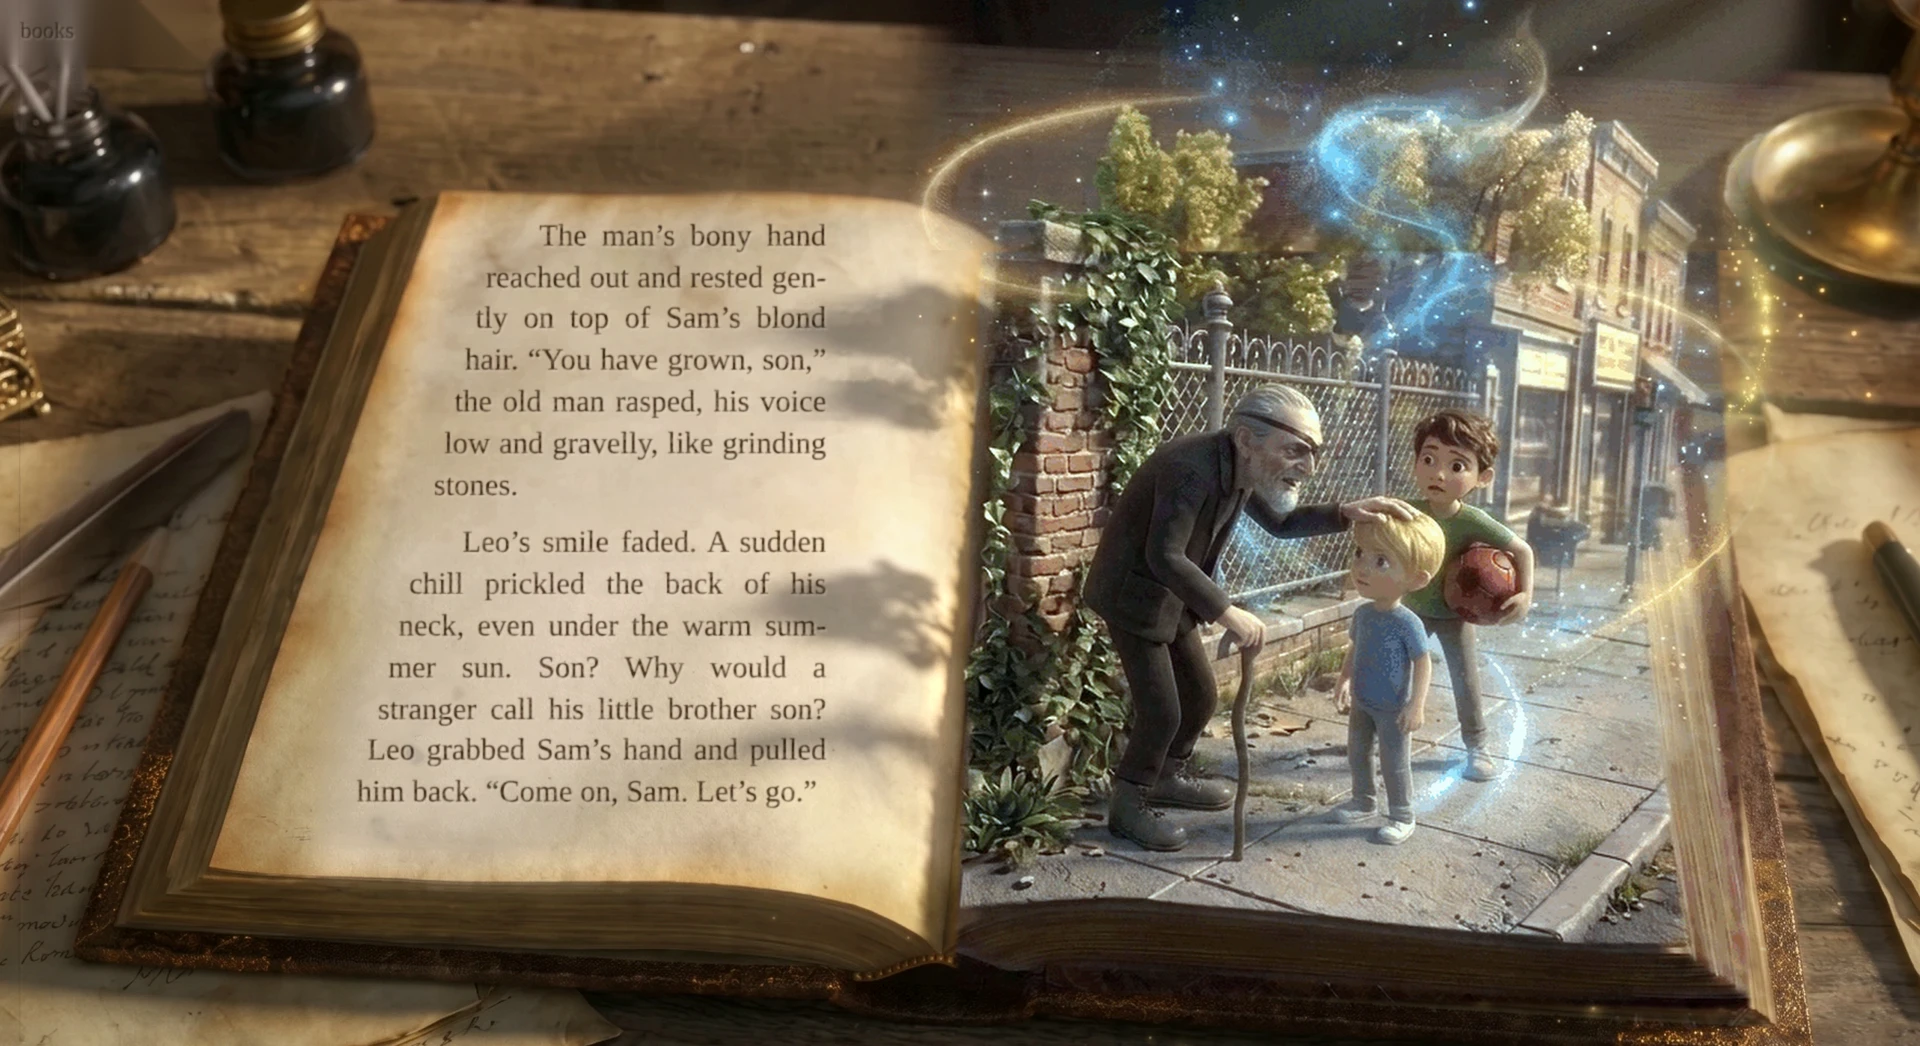 books
The man’s bony hand
reached out and rested gen-
tly on top of Sam’s blond
hair. “You have grown, son,”
the old man rasped, his voice
low and gravelly, like grinding
stones.
Leo’s smile faded. A sudden
chill prickled the back of his
neck, even under the warm sum-
mer sun. Son? Why would a
stranger call his little brother son?
Leo grabbed Sam’s hand and pulled
him back. “Come on, Sam. Let’s go.”